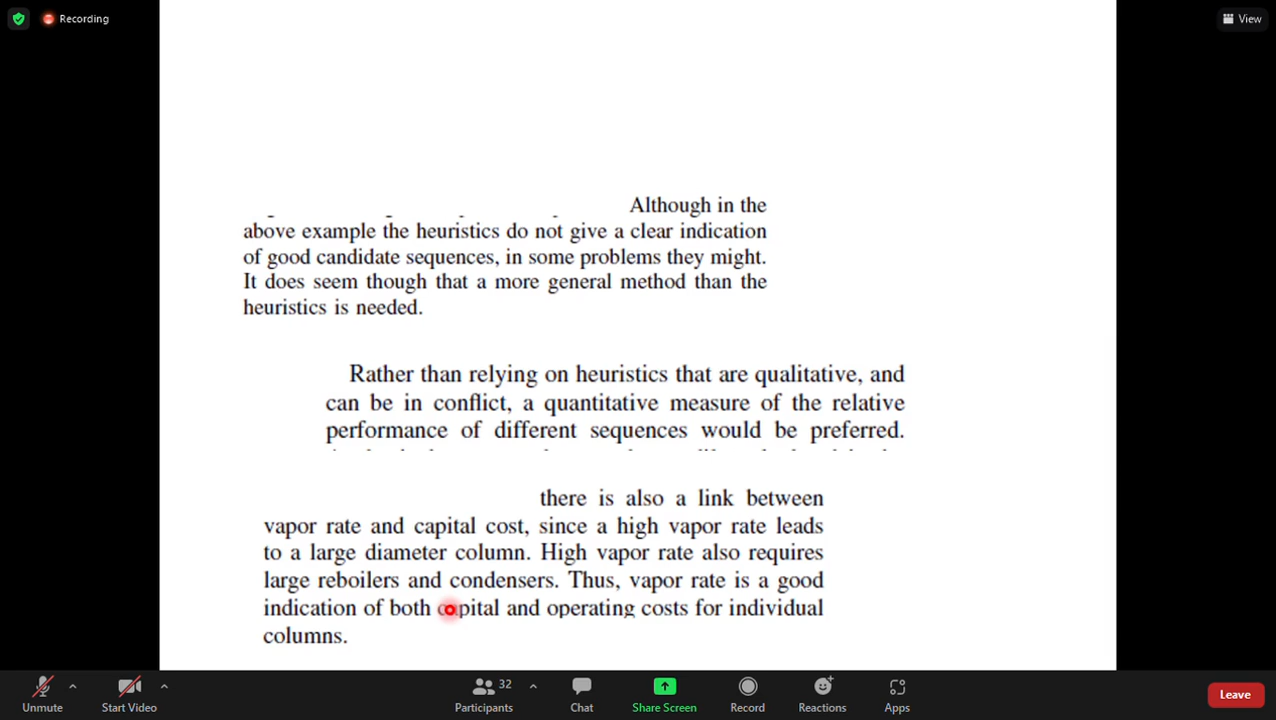 Recording
View
Although in the
above example the heuristics do not give a clear indication
of good candidate sequences, in some problems they might.
It does seem though that a more general method than the
heuristics is needed.
Rather than relying on heuristics that are qualitative, and
can be in conflict, a quantitative measure of the relative
performance of different sequences would be preferred.
there is also a link between
vapor rate and capital cost, since a high vapor rate leads
to a large diameter column. High vapor rate also requires
large reboilers and condensers. Thus, vapor rate is a good
indication of both capital and operating costs for individual
columns.
32
Unmute Start Video Participants Chat Share Screen Record Reactions Apps Leave